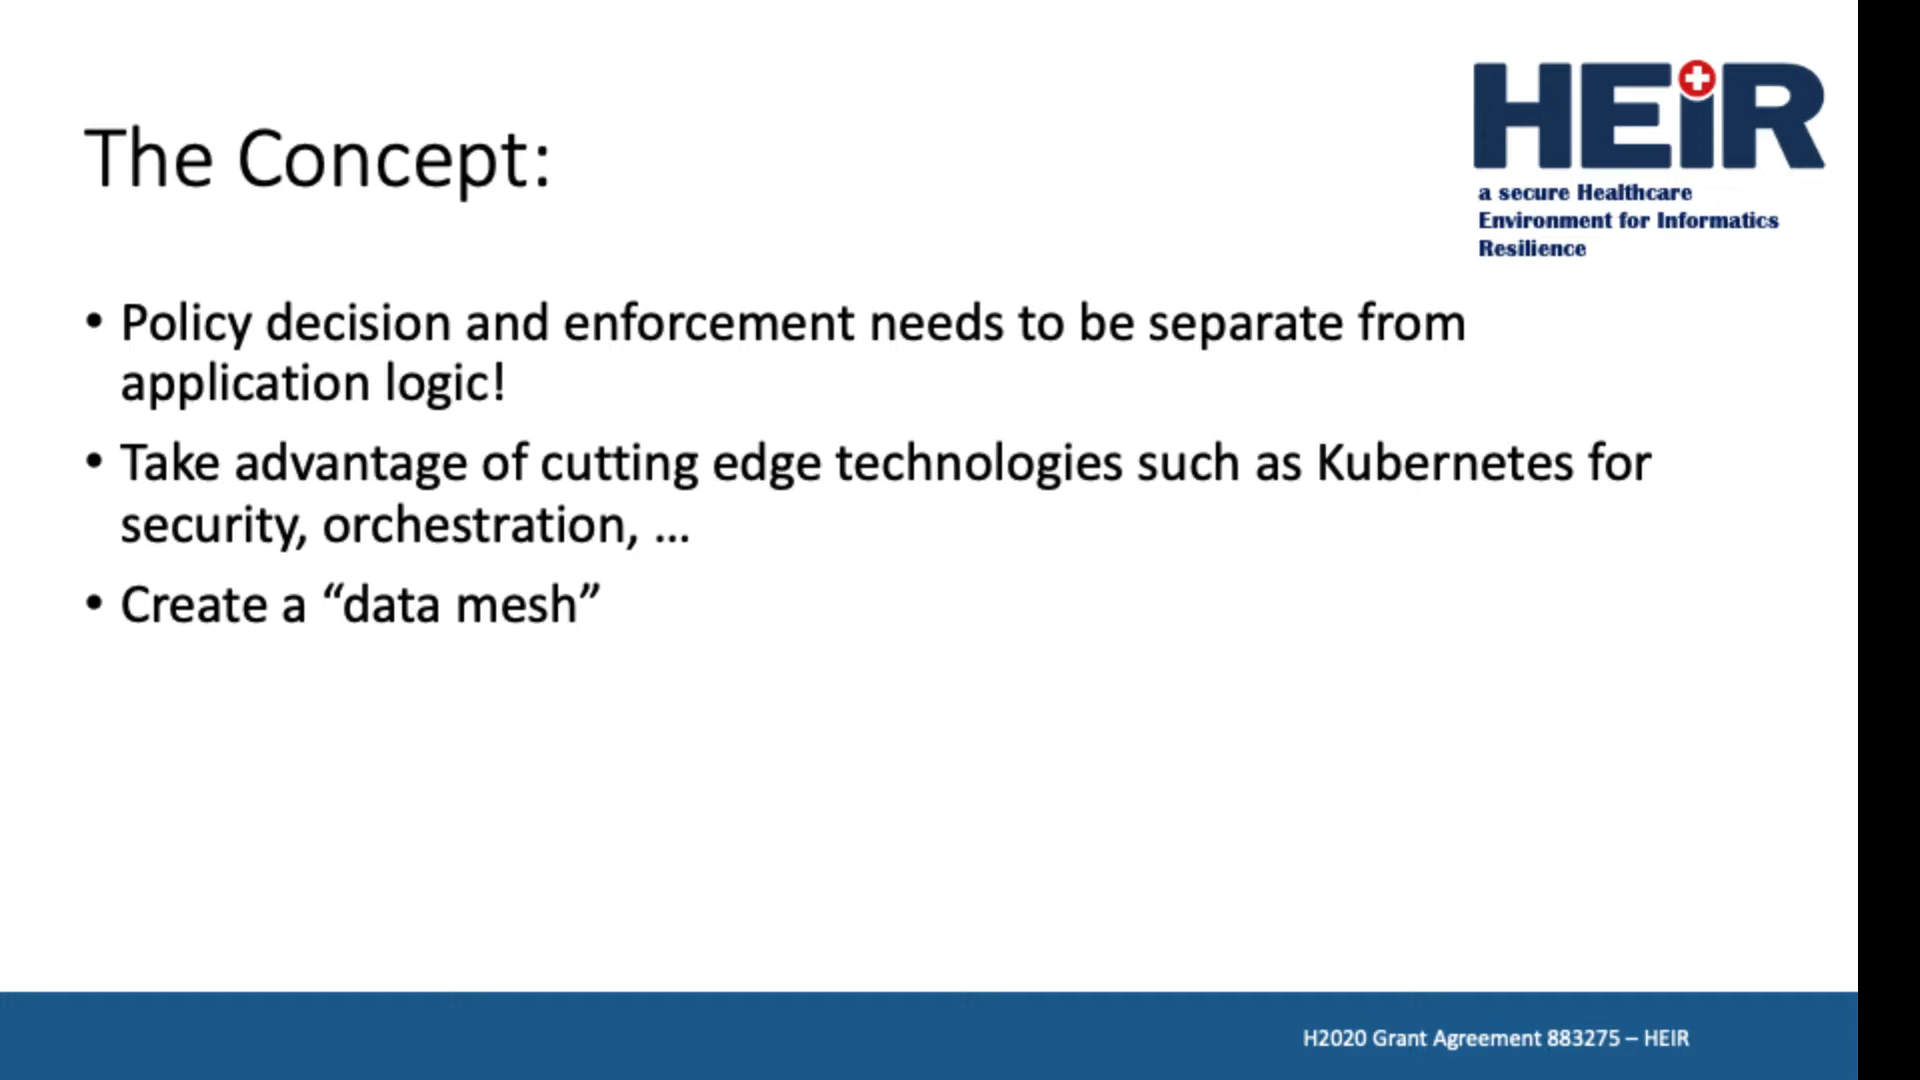 HEiR
a secure Healthcare
Environment for Informatics
Resilience
The Concept:
• Policy decision and enforcement needs to be separate from
application logic!
• Take advantage of cutting edge technologies such as Kubernetes for
security, orchestration, ...
• Create a “data mesh”
H2020 Grant Agreement 883275 – HEIR